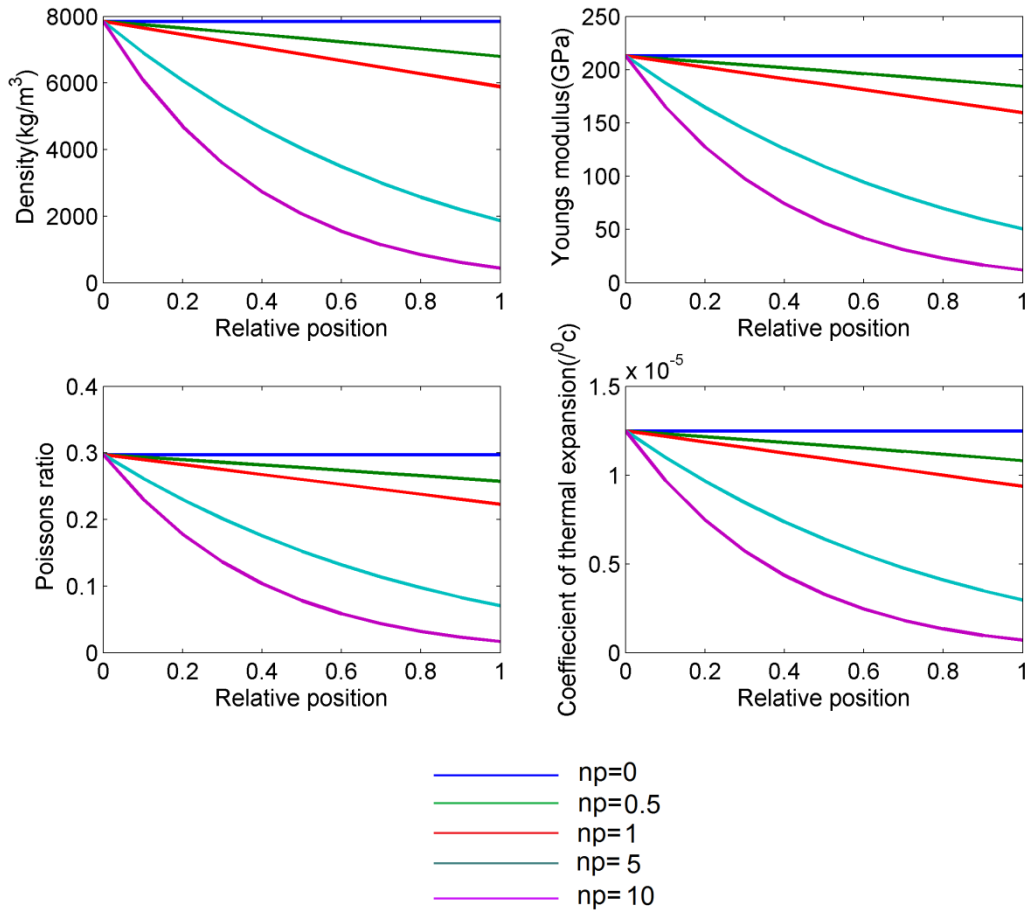 Density(kg/m³)
8000
6000
4000
2000
0
0 0.2 0.4 0.6 0.8 1
Relative position
Youngs modulus(GPa)
250
200
150
100
50
0
0 0.2 0.4 0.6 0.8 1
Relative position
Poissons ratio
0.4
0.3
0.2
0.1
0
0 0.2 0.4 0.6 0.8 1
Relative position
Coeffiecient of thermal expansion(/⁰c)
x 10⁻⁵
1.5
1
0.5
0
0 0.2 0.4 0.6 0.8 1
Relative position
np=0
np=0.5
np=1
np=5
np=10